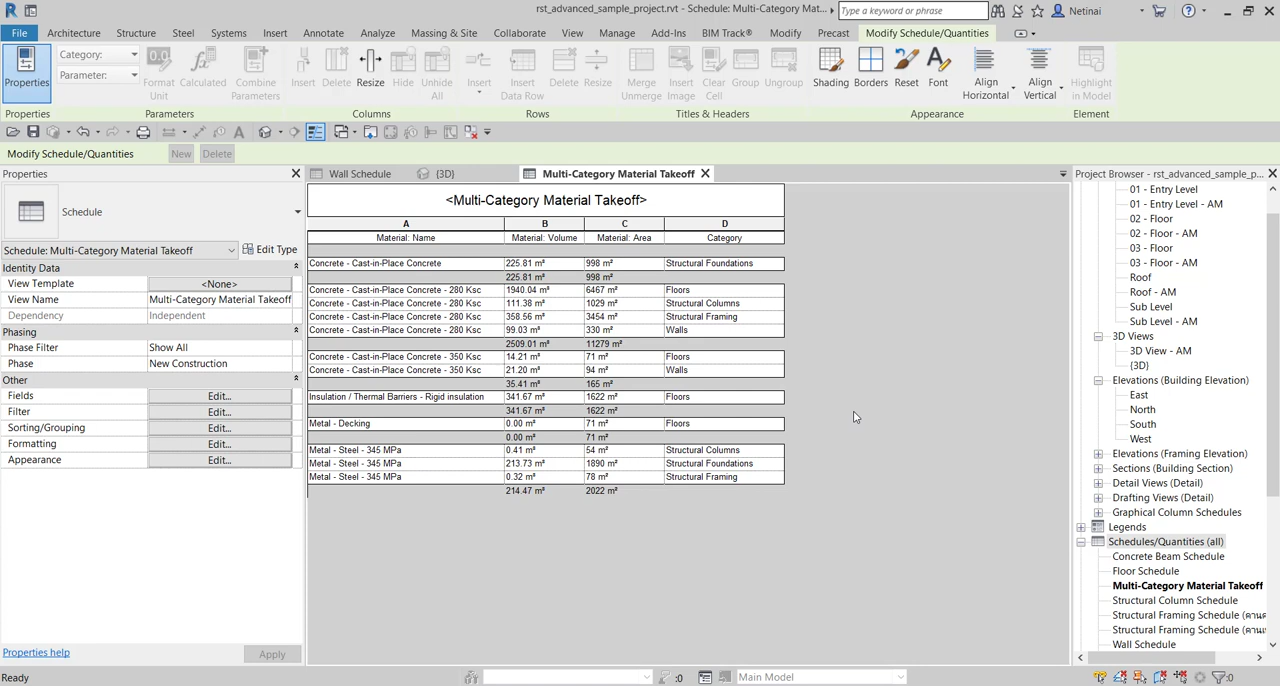 rst_advanced_sample_project.rvt - Schedule: Multi-Category Mat...
Type a keyword or phrase
Netinai
File Architecture Structure Steel Systems Insert Annotate Analyze Massing & Site Collaborate View Manage Add-Ins BIM Track® Modify Precast Modify Schedule/Quantities
Properties
Category:
Parameter:
Format Unit
Calculated
Combine Parameters
Insert
Delete
Resize
Hide
Unhide All
Insert
Insert Data Row
Delete
Resize
Merge Unmerge
Insert Image
Clear Cell
Group
Ungroup
Shading
Borders
Reset
Font
Align Horizontal
Align Vertical
Highlight in Model
Properties Parameters Columns Rows Titles & Headers Appearance Element
Modify Schedule/Quantities New Delete
Properties
Schedule
Schedule: Multi-Category Material Takeoff Edit Type
Identity Data
View Template <None>
View Name Multi-Category Material Takeoff
Dependency Independent
Phasing
Phase Filter Show All
Phase New Construction
Other
Fields Edit...
Filter Edit...
Sorting/Grouping Edit...
Formatting Edit...
Appearance Edit...
Properties help Apply
Wall Schedule {3D} Multi-Category Material Takeoff
<Multi-Category Material Takeoff>
A B C D
Material: Name Material: Volume Material: Area Category
Concrete - Cast-in-Place Concrete 225.81 m³ 998 m² Structural Foundations
225.81 m³ 998 m²
Concrete - Cast-in-Place Concrete - 280 Ksc 1940.04 m³ 6467 m² Floors
Concrete - Cast-in-Place Concrete - 280 Ksc 111.38 m³ 1029 m² Structural Columns
Concrete - Cast-in-Place Concrete - 280 Ksc 358.56 m³ 3454 m² Structural Framing
Concrete - Cast-in-Place Concrete - 280 Ksc 99.03 m³ 330 m² Walls
2509.01 m³ 11279 m²
Concrete - Cast-in-Place Concrete - 350 Ksc 14.21 m³ 71 m² Floors
Concrete - Cast-in-Place Concrete - 350 Ksc 21.20 m³ 94 m² Walls
35.41 m³ 165 m²
Insulation / Thermal Barriers - Rigid insulation 341.67 m³ 1622 m² Floors
341.67 m³ 1622 m²
Metal - Decking 0.00 m³ 71 m² Floors
0.00 m³ 71 m²
Metal - Steel - 345 MPa 0.41 m³ 54 m² Structural Columns
Metal - Steel - 345 MPa 213.73 m³ 1890 m² Structural Foundations
Metal - Steel - 345 MPa 0.32 m³ 78 m² Structural Framing
214.47 m³ 2022 m²
Project Browser - rst_advanced_sample_p...
01 - Entry Level
01 - Entry Level - AM
02 - Floor
02 - Floor - AM
03 - Floor
03 - Floor - AM
Roof
Roof - AM
Sub Level
Sub Level - AM
3D Views
3D View - AM
{3D}
Elevations (Building Elevation)
East
North
South
West
Elevations (Framing Elevation)
Sections (Building Section)
Detail Views (Detail)
Drafting Views (Detail)
Graphical Column Schedules
Legends
Schedules/Quantities (all)
Concrete Beam Schedule
Floor Schedule
Multi-Category Material Takeoff
Structural Column Schedule
Structural Framing Schedule (คานค
Structural Framing Schedule (คานเ
Wall Schedule
Ready :0 Main Model :0